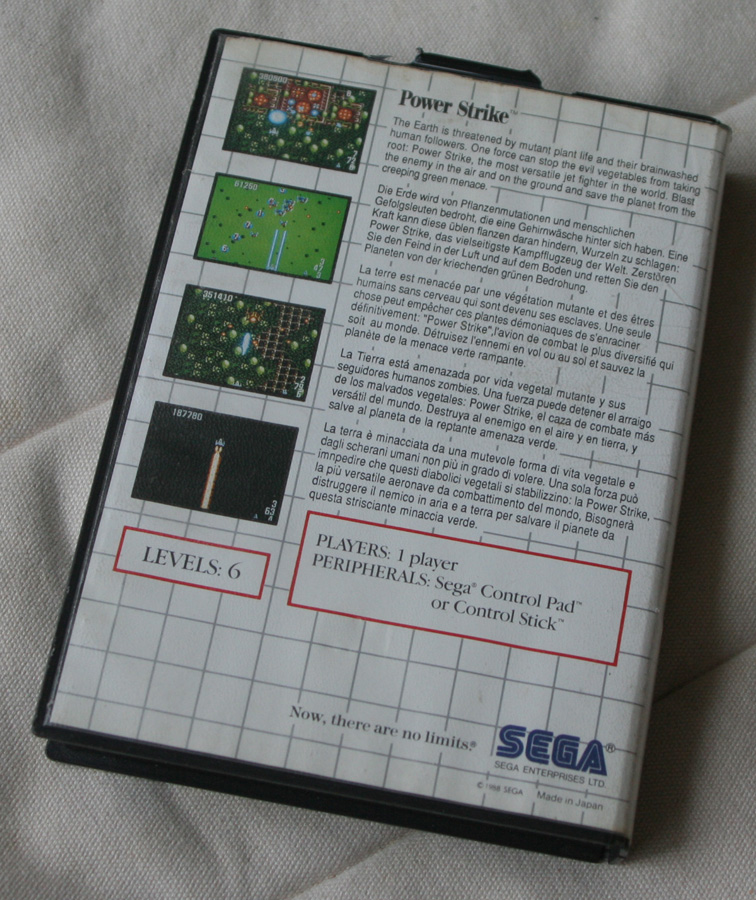 Power Strike™
The Earth is threatened by mutant plant life and their brainwashed
human followers. One force can stop the evil vegetables from taking
root: Power Strike, the most versatile jet fighter in the world. Blast
the enemy in the air and on the ground and save the planet from the
creeping green menace.
Die Erde wird von Pflanzenmutationen und menschlichen
Gefolgsleuten bedroht, die eine Gehirnwäsche hinter sich haben. Eine
Kraft kann diese üblen fianzen daran hindern, Wurzeln zu schlagen:
Power Strike, das vielseitigste Kampfflugzeug der Welt. Zerstören
Sie den Feind in der Luft und auf dem Boden und retten Sie den
Planeten von der kriechenden grünen Bedrohung.
La terre est menacée par une végétation mutante et des êtres
humains sans cerveau qui sont devenu ses esclaves. Une seule
chose peut empêcher ces plantes démoniaques de s'enraciner
définitivement: "Power Strike",l'avion de combat le plus diversifié qui
soit au monde. Détruisez l'ennemi en vol ou au sol et sauvez la
planète de la menace verte rampante.
La Tierra está amenazada por vida vegetal mutante y sus
seguidores humanos zombies. Una fuerza puede detener el arraigo
de los malvados vegetales: Power Strike, el caza de combate más
versátil del mundo. Destruya al enemigo en el aire y en tierra, y
salve al planeta de la reptante amenaza verde.
La terra è minacciata da una mutevole forma di vita vegetale e
dagli scherani umani non più in grado di volere. Una sola forza può
imnpedire che questi diabolici vegetali si stabilizzino: la Power Strike,
la più versatile aeronave da combattimento del mondo, Bisognerà
distruggere il nemico in aria e a terra per salvare il pianeta da
questa strisciante minaccia verde.
380800
81250
351410
187780
LEVELS: 6
PLAYERS: 1 player
PERIPHERALS: Sega® Control Pad™
or Control Stick™
Now, there are no limits.®
SEGA®
SEGA ENTERPRISES LTD.
© 1988 SEGA Made in Japan